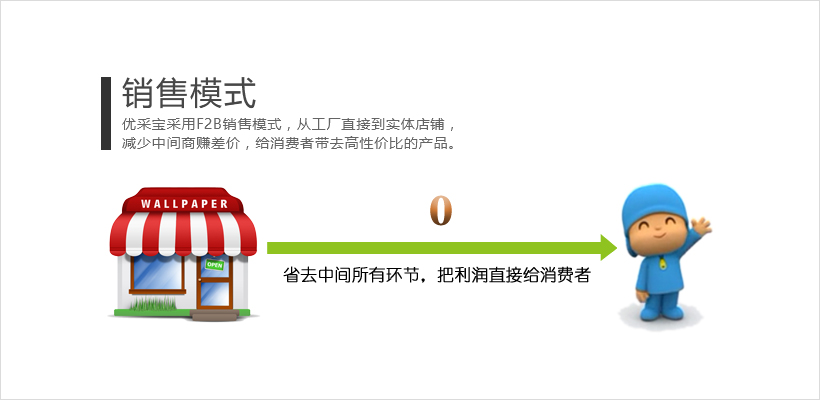 销售模式
优采宝采用F2B销售模式，从工厂直接到实体店铺，
减少中间商赚差价，给消费者带去高性价比的产品。
WALLPAPER
0
OPEN
省去中间所有环节，把利润直接给消费者